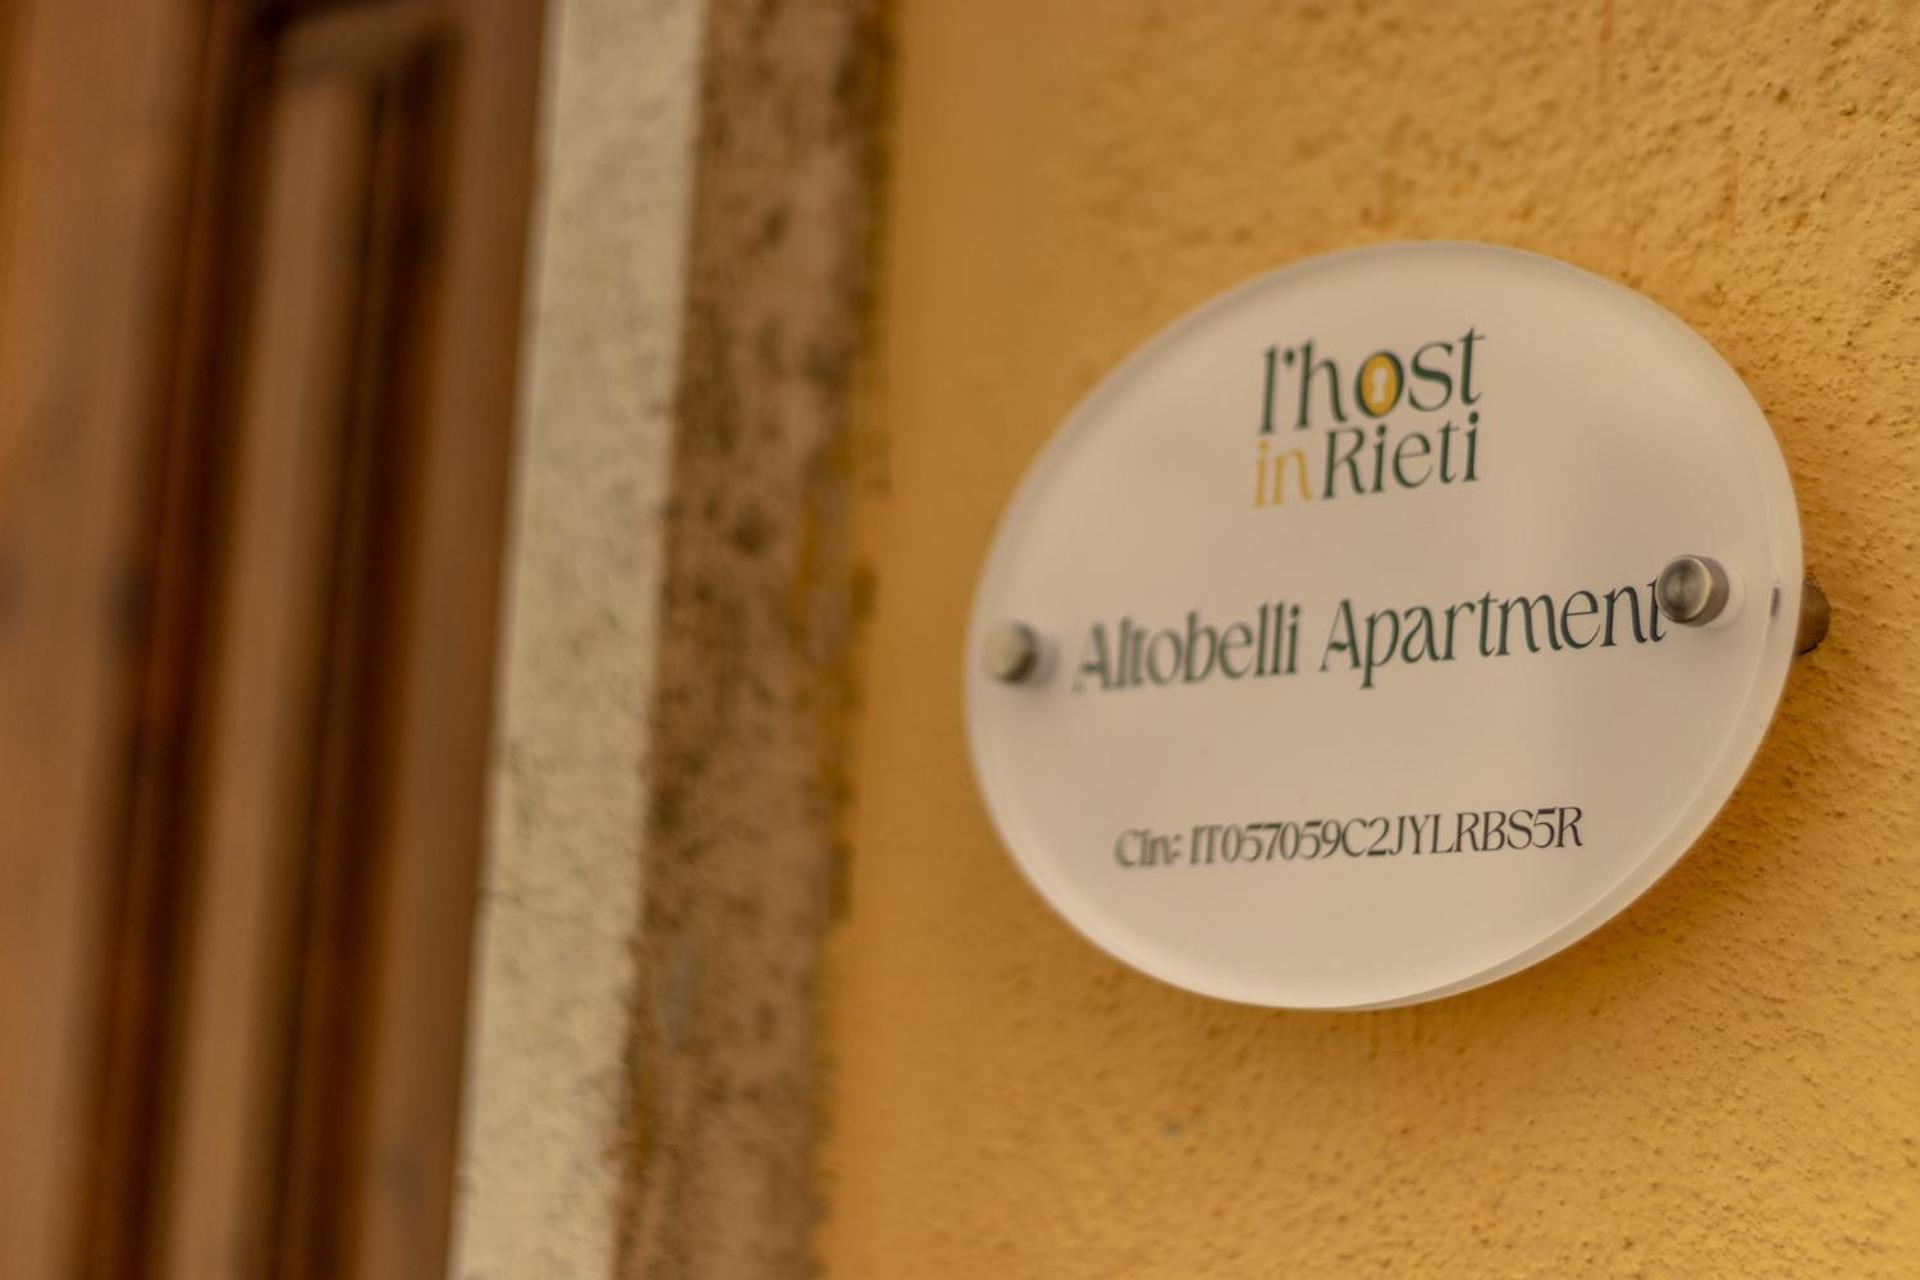 l'host
in Rieti
Altobelli Apartment
Cin: IT057059C2JYLRBS5R